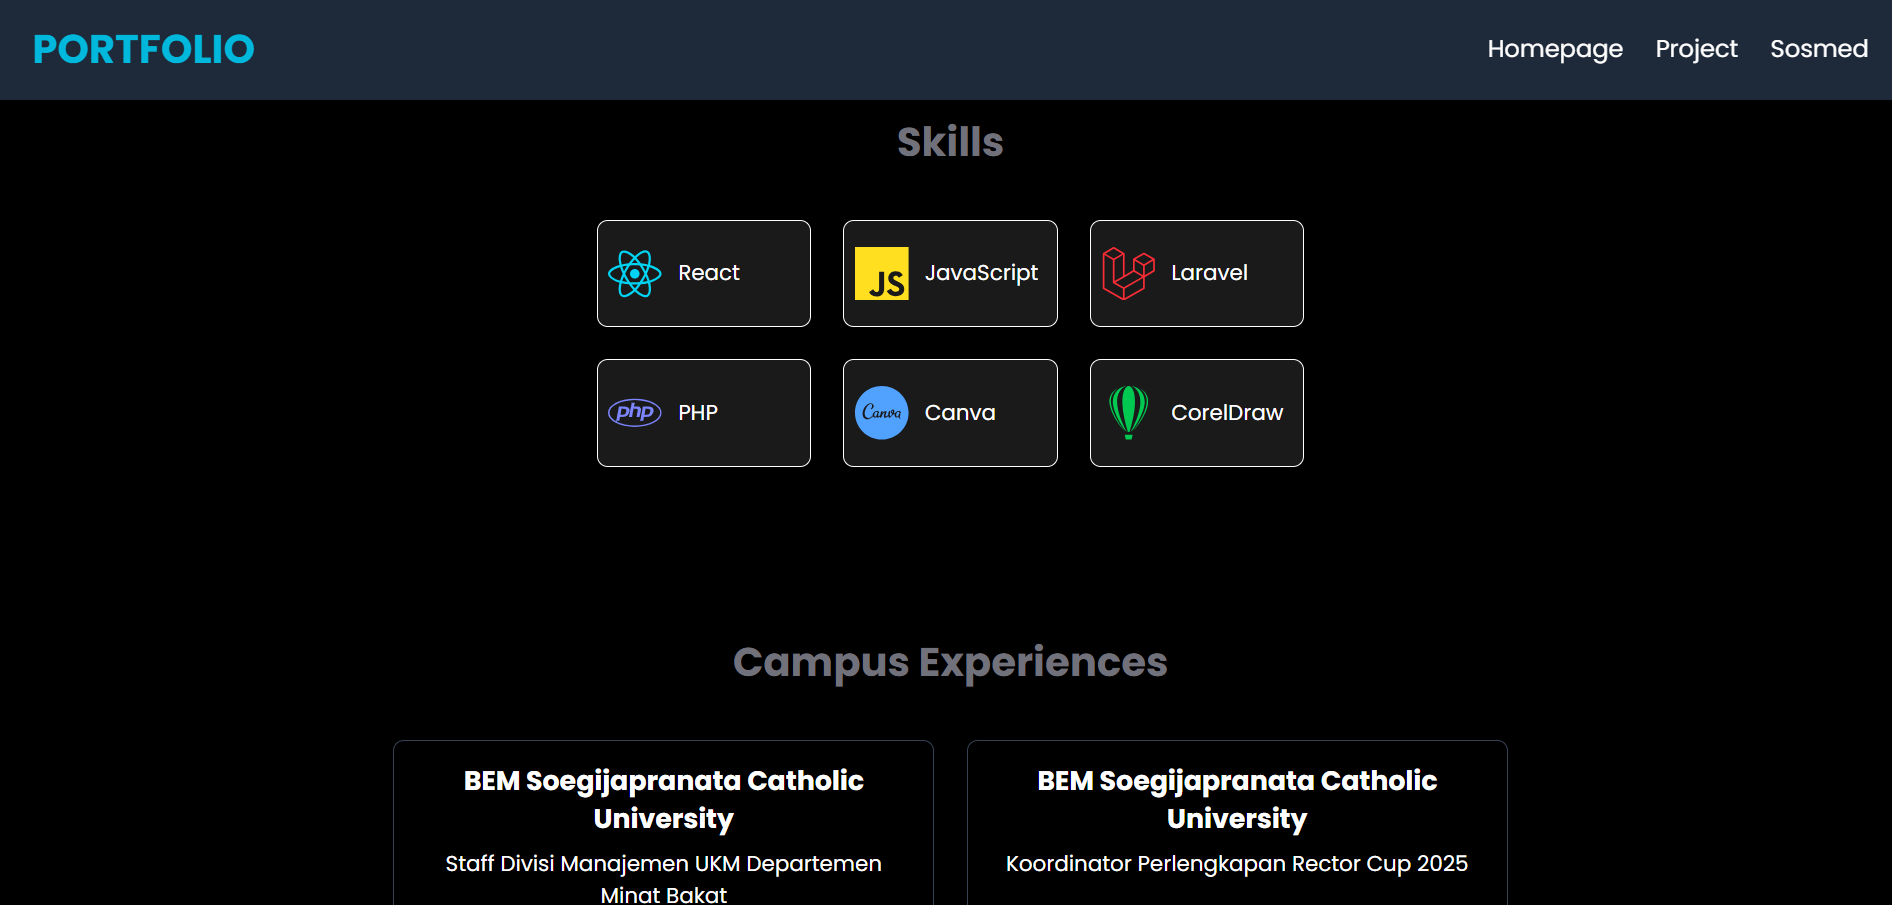 PORTFOLIO
Homepage Project Sosmed
Skills
React
JS JavaScript
Laravel
php PHP
Canva Canva
CorelDraw
Campus Experiences
BEM Soegijapranata Catholic
University
Staff Divisi Manajemen UKM Departemen
Minat Bakat
BEM Soegijapranata Catholic
University
Koordinator Perlengkapan Rector Cup 2025